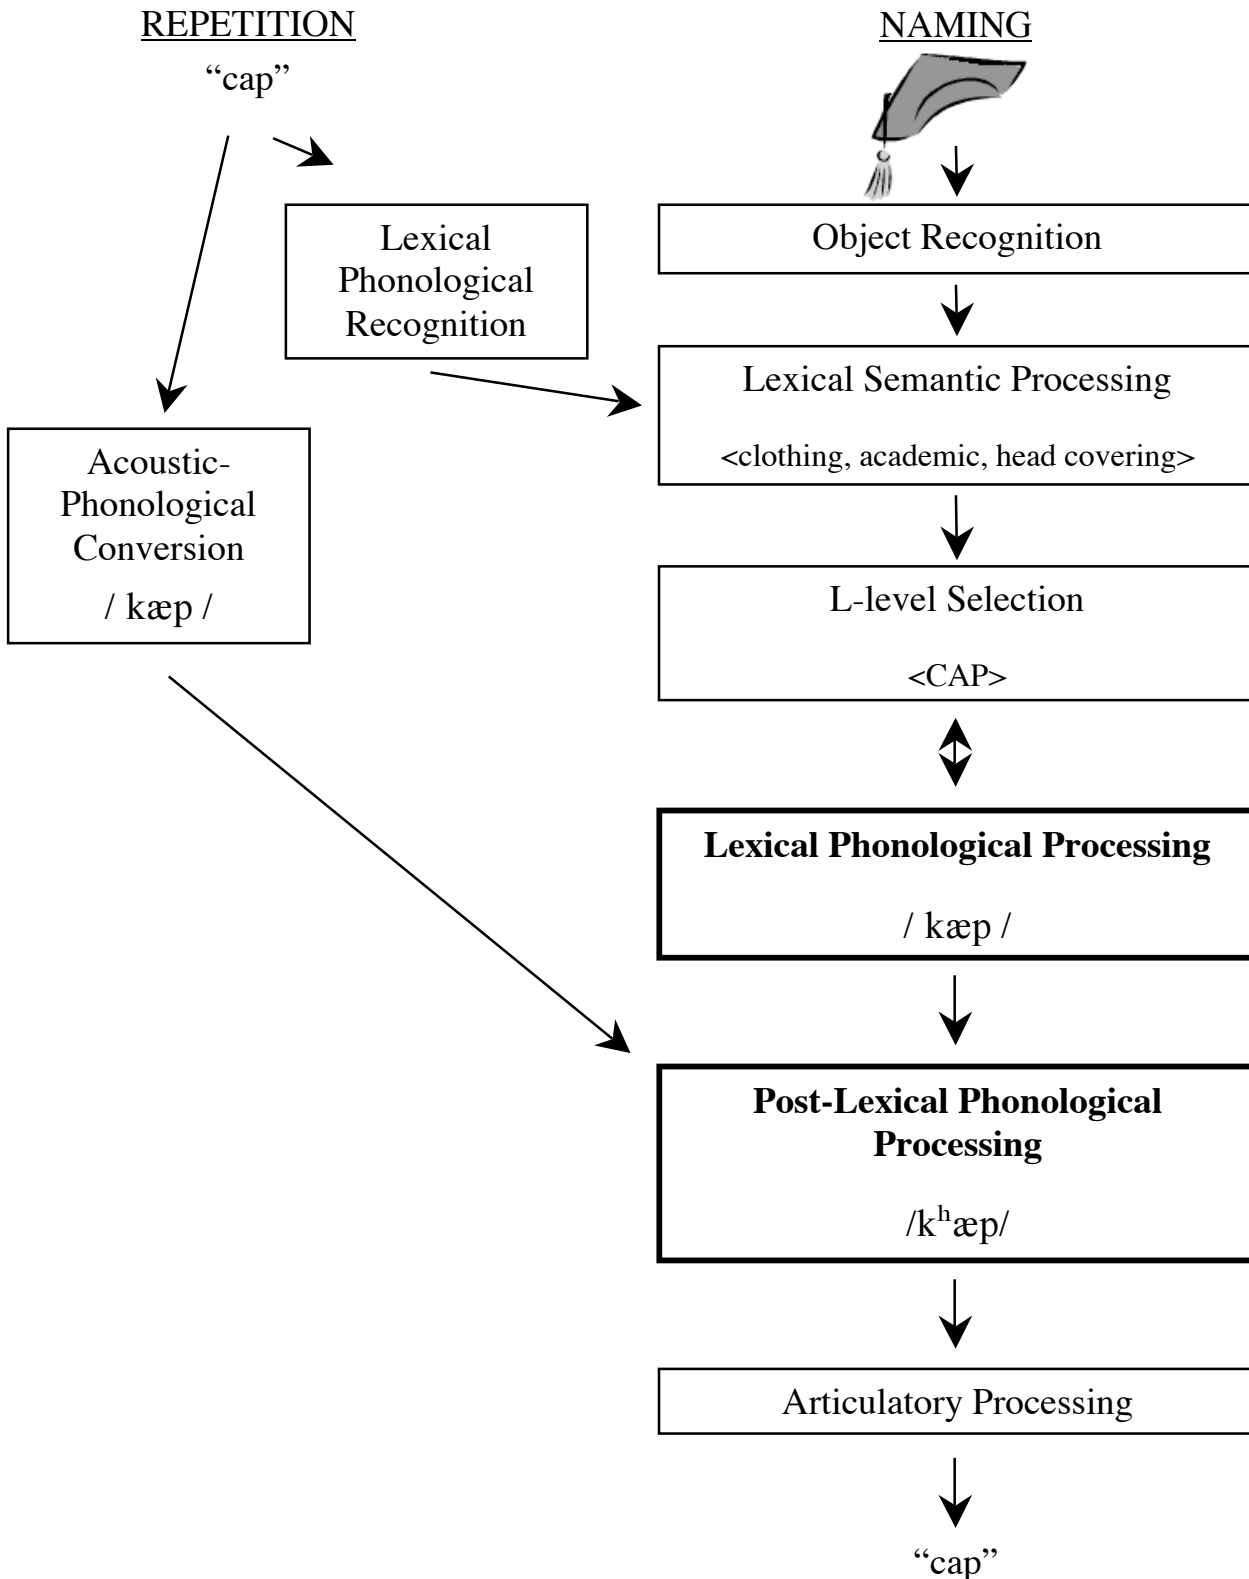 REPETITION
“cap”
NAMING
Lexical
Phonological
Recognition
Object Recognition
Lexical Semantic Processing
<clothing, academic, head covering>
Acoustic-
Phonological
Conversion
/ kæp /
L-level Selection
<CAP>
Lexical Phonological Processing
/ kæp /
Post-Lexical Phonological
Processing
/kʰæp/
Articulatory Processing
“cap”